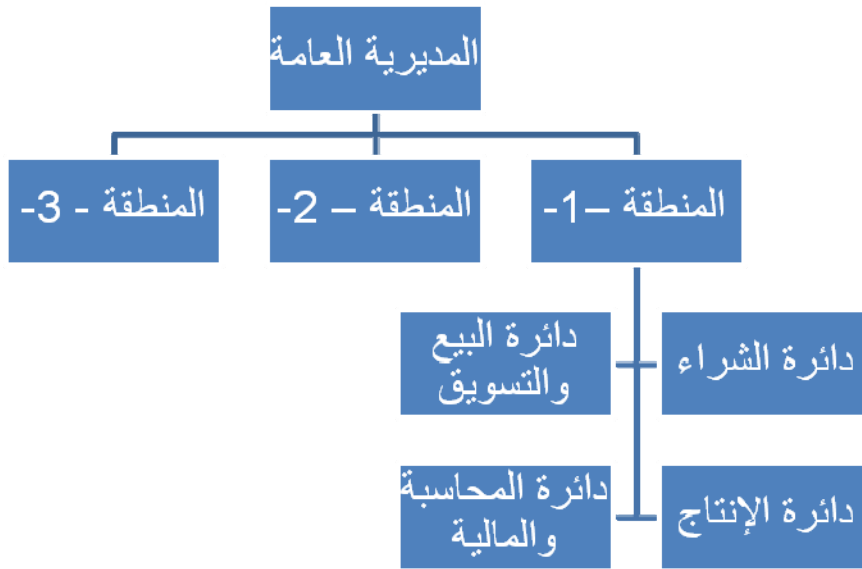 المديرية العامة
المنطقة –1-
المنطقة – 2-
المنطقة - 3-
دائرة الشراء
دائرة البيع
والتسويق
دائرة الإنتاج
دائرة المحاسبة
والمالية